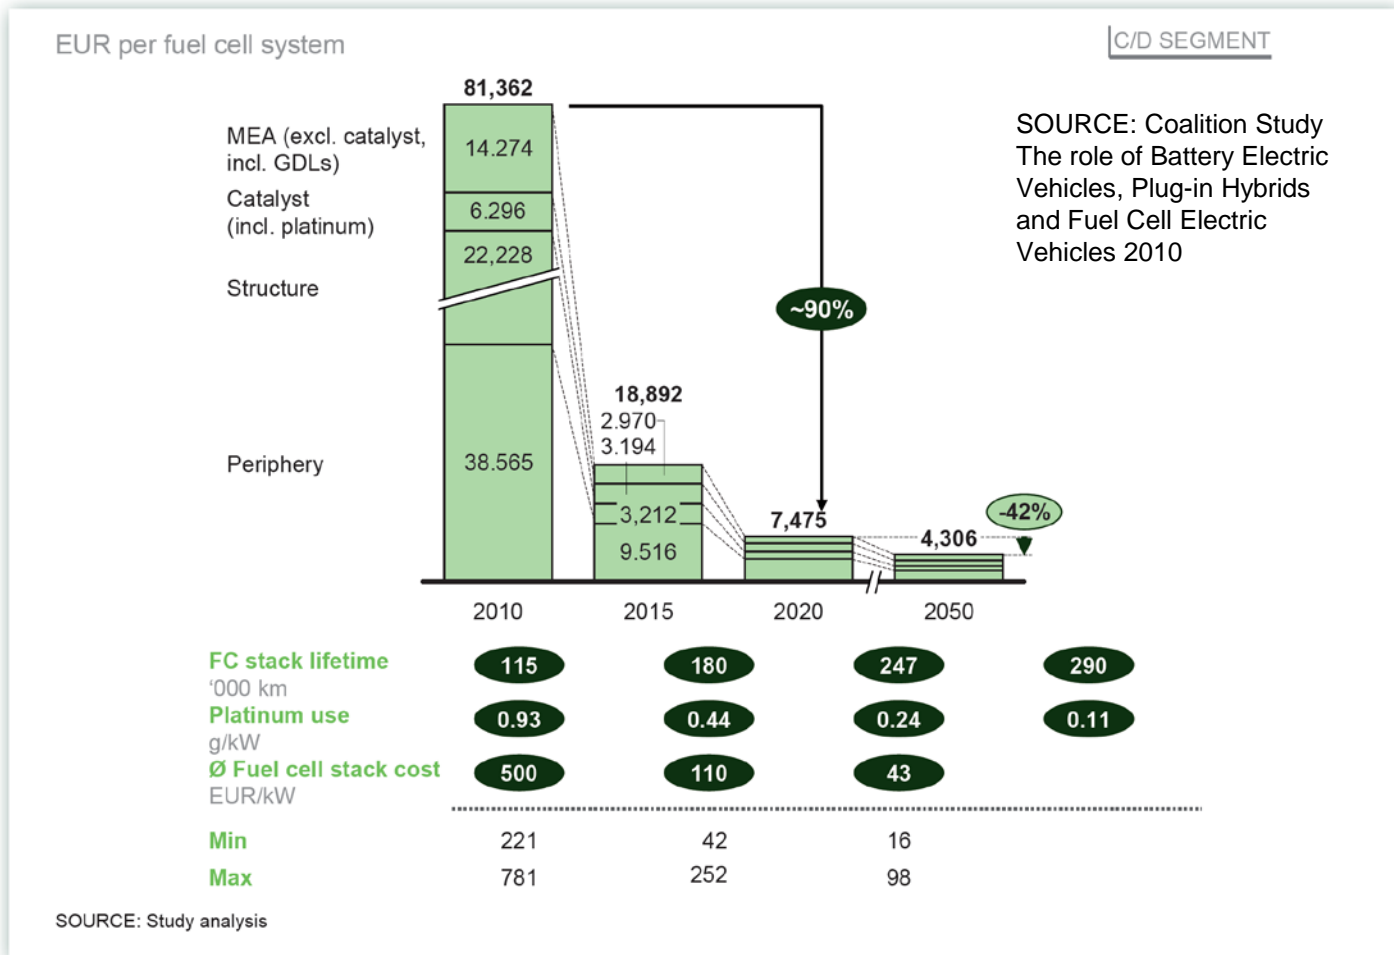 EUR per fuel cell system
C/D SEGMENT
SOURCE: Coalition Study
The role of Battery Electric
Vehicles, Plug-in Hybrids
and Fuel Cell Electric
Vehicles 2010
81,362
MEA (excl. catalyst,
incl. GDLs)
14.274
Catalyst
(incl. platinum)
6.296
22,228
Structure
~90%
Periphery
38.565
18,892
2.970
3.194
3,212
9.516
7,475
-42%
4,306
2010 2015 2020 2050
FC stack lifetime 115 180 247 290
‘000 km
Platinum use 0.93 0.44 0.24 0.11
g/kW
Ø Fuel cell stack cost 500 110 43
EUR/kW
Min 221 42 16
Max 781 252 98
SOURCE: Study analysis